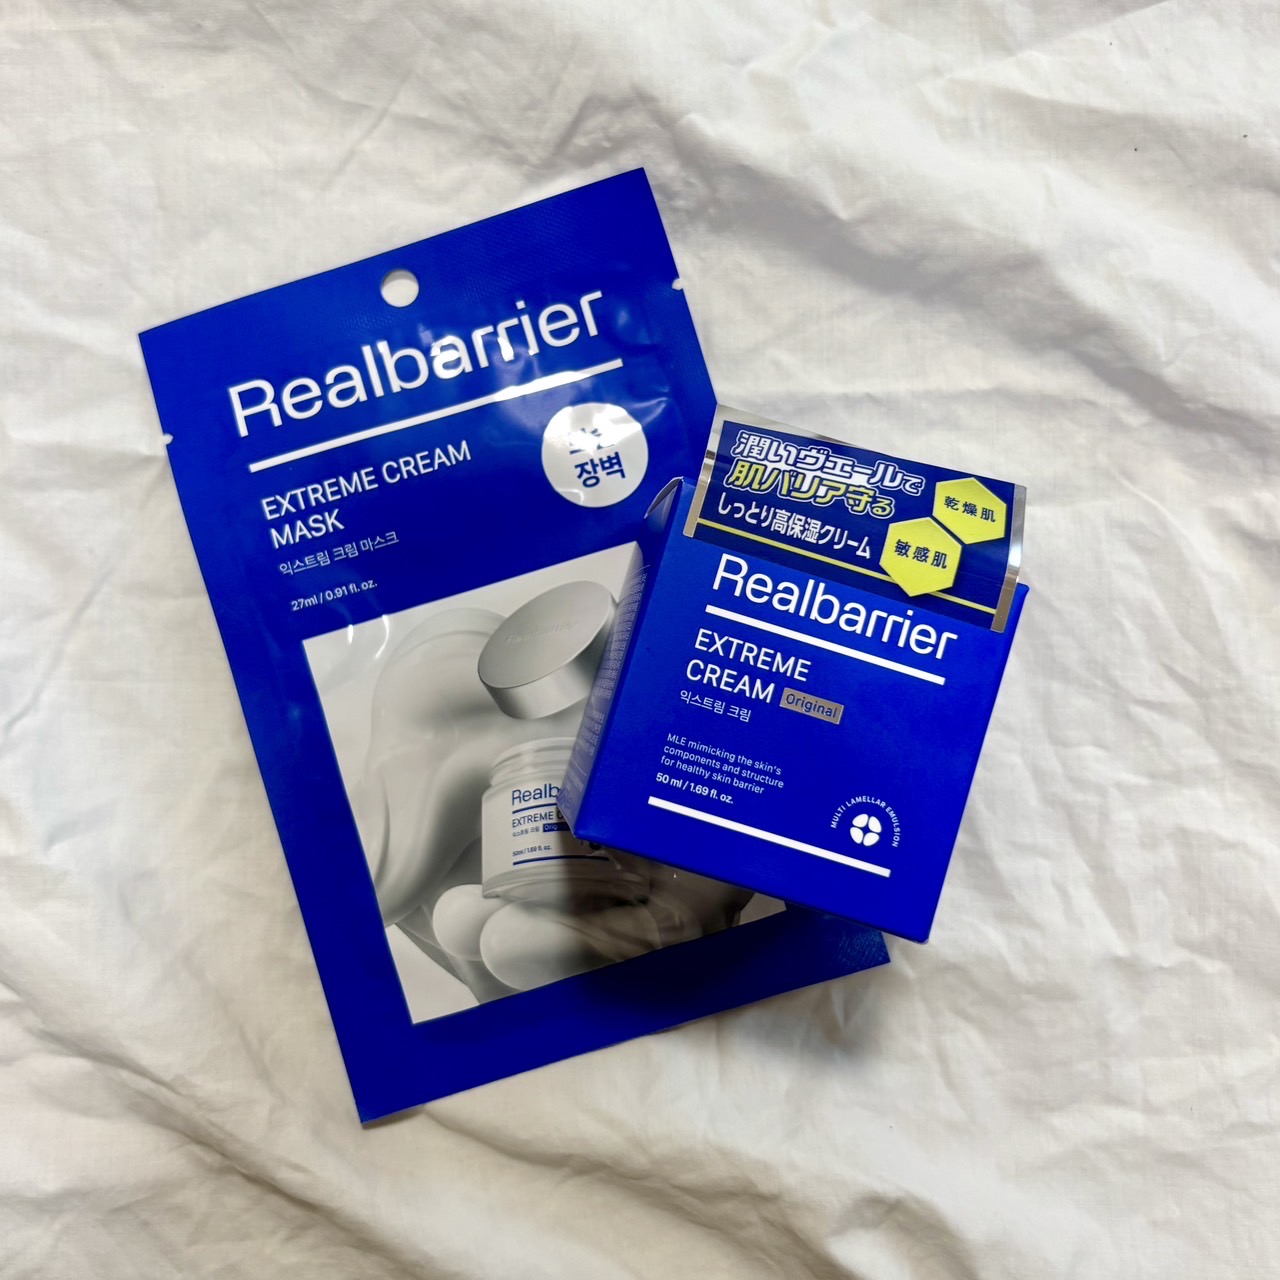 Realbarrier
EXTREME CREAM
MASK
익스트림 크림 마스크
27ml / 0.91 fl. oz.
장벽
EXTREME
익스트림 크림
50ml / 1.69 fl. oz.
潤いヴェールで
肌バリア守る
しっとり高保湿クリーム
乾燥肌
敏感肌
Realbarrier
EXTREME
CREAM Original
익스트림 크림
MLE mimicking the skin's
components and structure
for healthy skin barrier
50 ml / 1.69 fl. oz.
MULTI LAMELLAR EMULSION